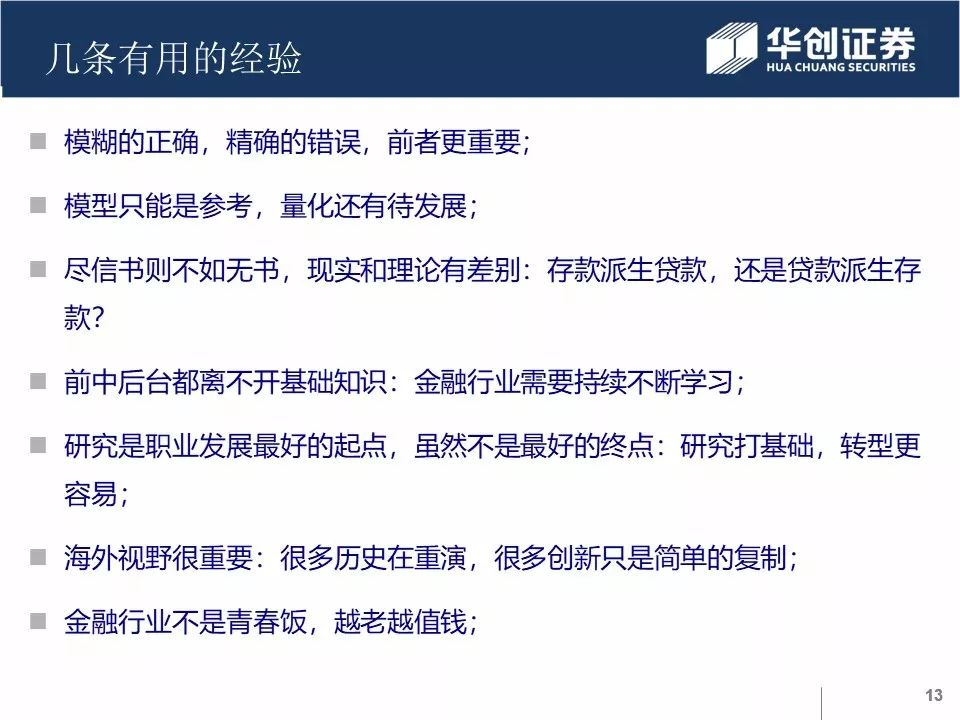 几条有用的经验
华创证券
HUA CHUANG SECURITIES
模糊的正确，精确的错误，前者更重要；
模型只能是参考，量化还有待发展；
尽信书则不如无书，现实和理论有差别：存款派生贷款，还是贷款派生存
款？
前中后台都离不开基础知识：金融行业需要持续不断学习；
研究是职业发展最好的起点，虽然不是最好的终点：研究打基础，转型更
容易；
海外视野很重要：很多历史在重演，很多创新只是简单的复制；
金融行业不是青春饭，越老越值钱；
13